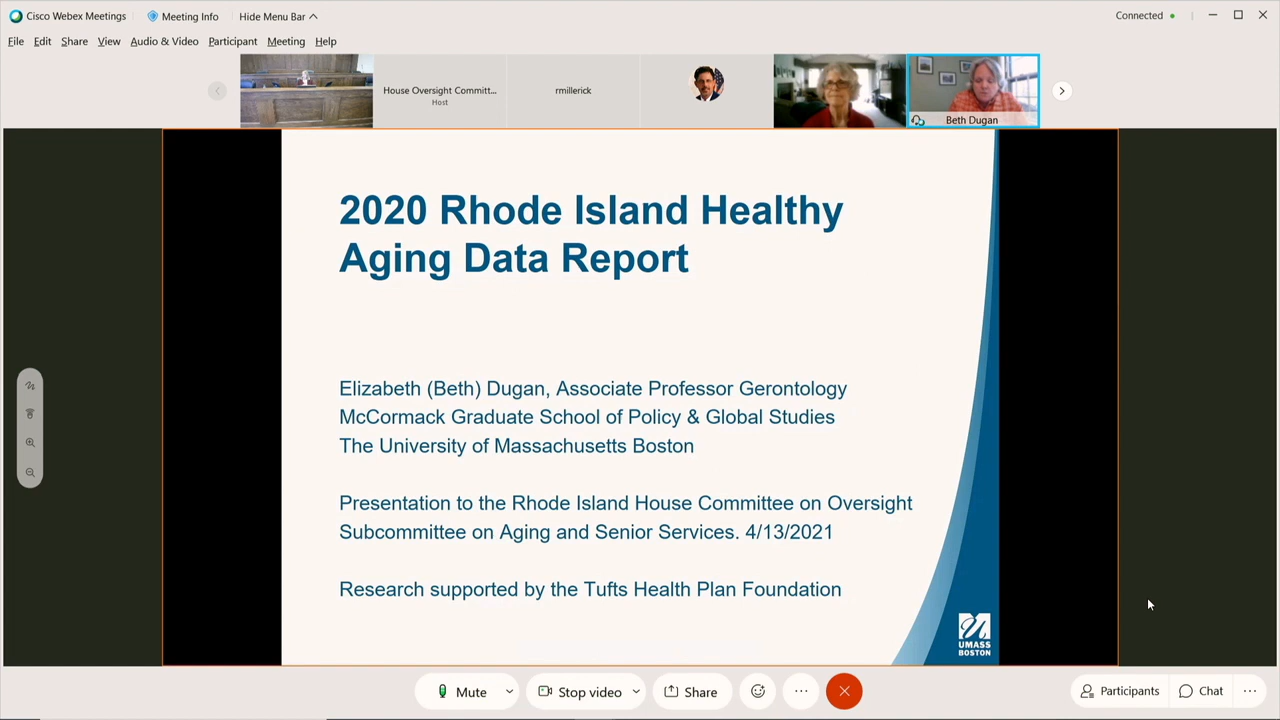 Cisco Webex Meetings
Meeting Info
Hide Menu Bar
Connected
File Edit Share View Audio & Video Participant Meeting Help
House Oversight Committ...
Host
rmillerick
Beth Dugan
2020 Rhode Island Healthy
Aging Data Report
Elizabeth (Beth) Dugan, Associate Professor Gerontology
McCormack Graduate School of Policy & Global Studies
The University of Massachusetts Boston
Presentation to the Rhode Island House Committee on Oversight
Subcommittee on Aging and Senior Services. 4/13/2021
Research supported by the Tufts Health Plan Foundation
UMASS
BOSTON
Mute
Stop video
Share
Participants
Chat